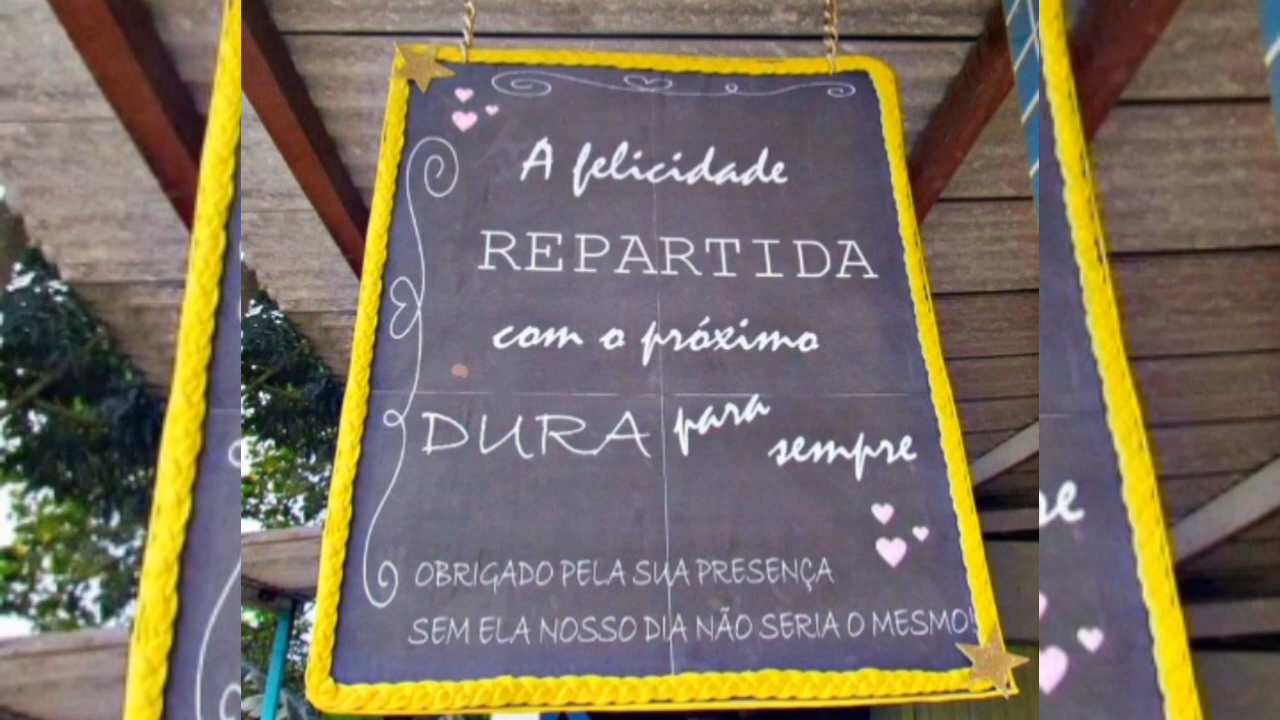 A felicidade
REPARTIDA
com o próximo
DURA para sempre
OBRIGADO PELA SUA PRESENÇA
SEM ELA NOSSO DIA NÃO SERIA O MESMO!